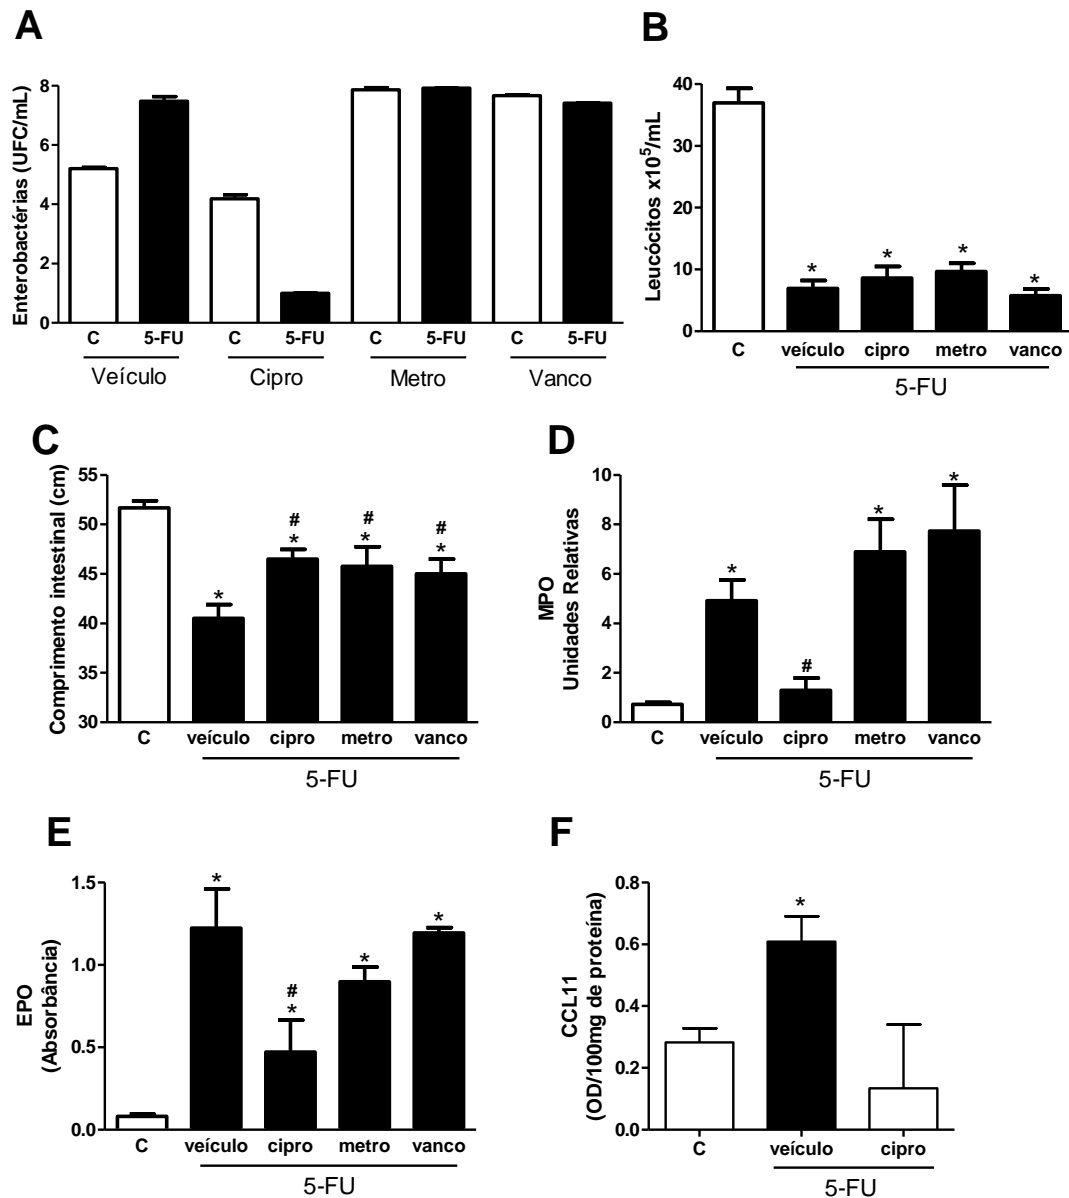 A
Enterobactérias (UFC/mL)
8
6
4
2
0
C 5-FU C 5-FU C 5-FU C 5-FU
Veículo Cipro Metro Vanco
B
Leucócitos x10⁵/mL
40
30
20
10
0
* * * *
C veículo cipro metro vanco
5-FU
C
Comprimento intestinal (cm)
55
50
45
40
35
30
# # #
* * * *
C veículo cipro metro vanco
5-FU
D
MPO
Unidades Relativas
10
8
6
4
2
0
* # * *
C veículo cipro metro vanco
5-FU
E
EPO
(Absorbância)
1.5
1.0
0.5
0.0
#
* * * *
C veículo cipro metro vanco
5-FU
F
CCL11
(OD/100mg de proteína)
0.8
0.6
0.4
0.2
0.0
*
C veículo cipro
5-FU